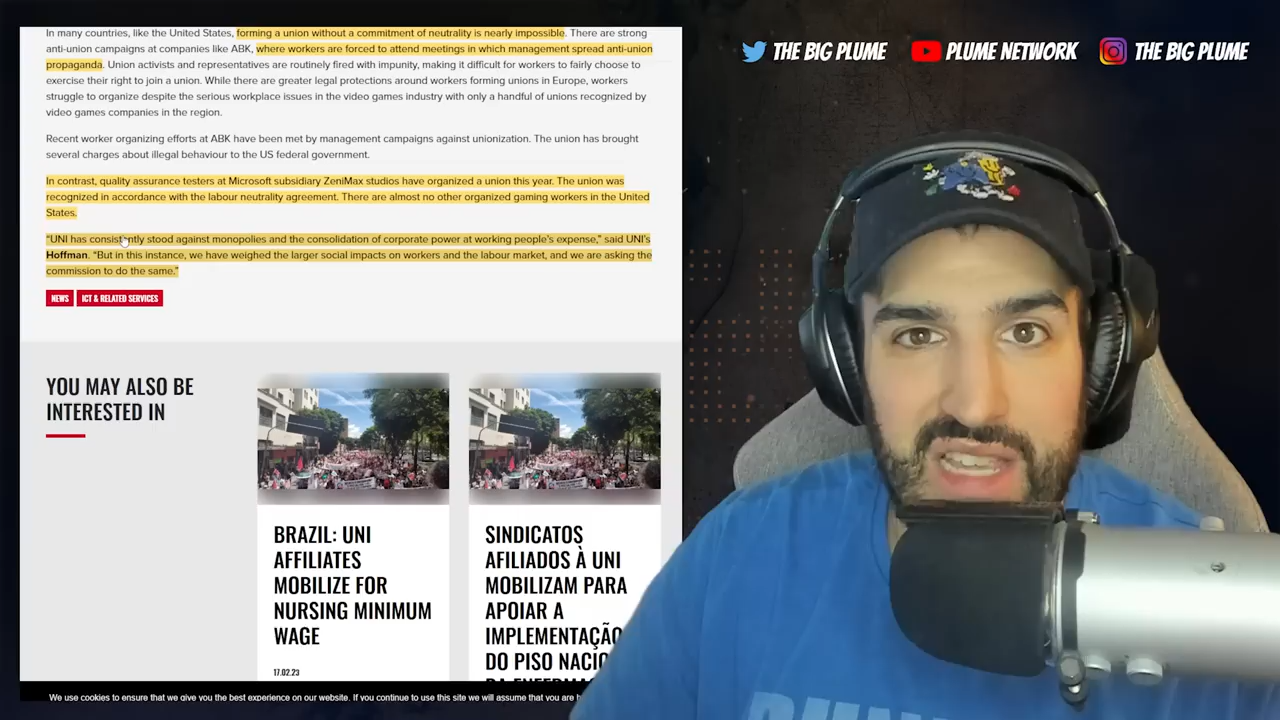 THE BIG PLUME
PLUME NETWORK
THE BIG PLUME
In many countries, like the United States, forming a union without a commitment of neutrality is nearly impossible. There are strong
anti-union campaigns at companies like ABK, where workers are forced to attend meetings in which management spread anti-union
propaganda. Union activists and representatives are routinely fired with impunity, making it difficult for workers to fairly choose to
exercise their right to join a union. While there are greater legal protections around workers forming unions in Europe, workers
struggle to organize despite the serious workplace issues in the video games industry with only a handful of unions recognized by
video games companies in the region.
Recent worker organizing efforts at ABK have been met by management campaigns against unionization. The union has brought
several charges about illegal behaviour to the US federal government.
In contrast, quality assurance testers at Microsoft subsidiary ZeniMax studios have organized a union this year. The union was
recognized in accordance with the labour neutrality agreement. There are almost no other organized gaming workers in the United
States.
“UNI has consistently stood against monopolies and the consolidation of corporate power at working people’s expense,” said UNI’s
Hoffman. “But in this instance, we have weighed the larger social impacts on workers and the labour market, and we are asking the
commission to do the same.”
NEWS
ICT & RELATED SERVICES
YOU MAY ALSO BE
INTERESTED IN
BRAZIL: UNI
AFFILIATES
MOBILIZE FOR
NURSING MINIMUM
WAGE
17.02.23
SINDICATOS
AFILIADOS À UNI
MOBILIZAM PARA
APOIAR A
IMPLEMENTAÇÃO
DO PISO
We use cookies to ensure that we give you the best experience on our website. If you continue to use this site we will assume that you are